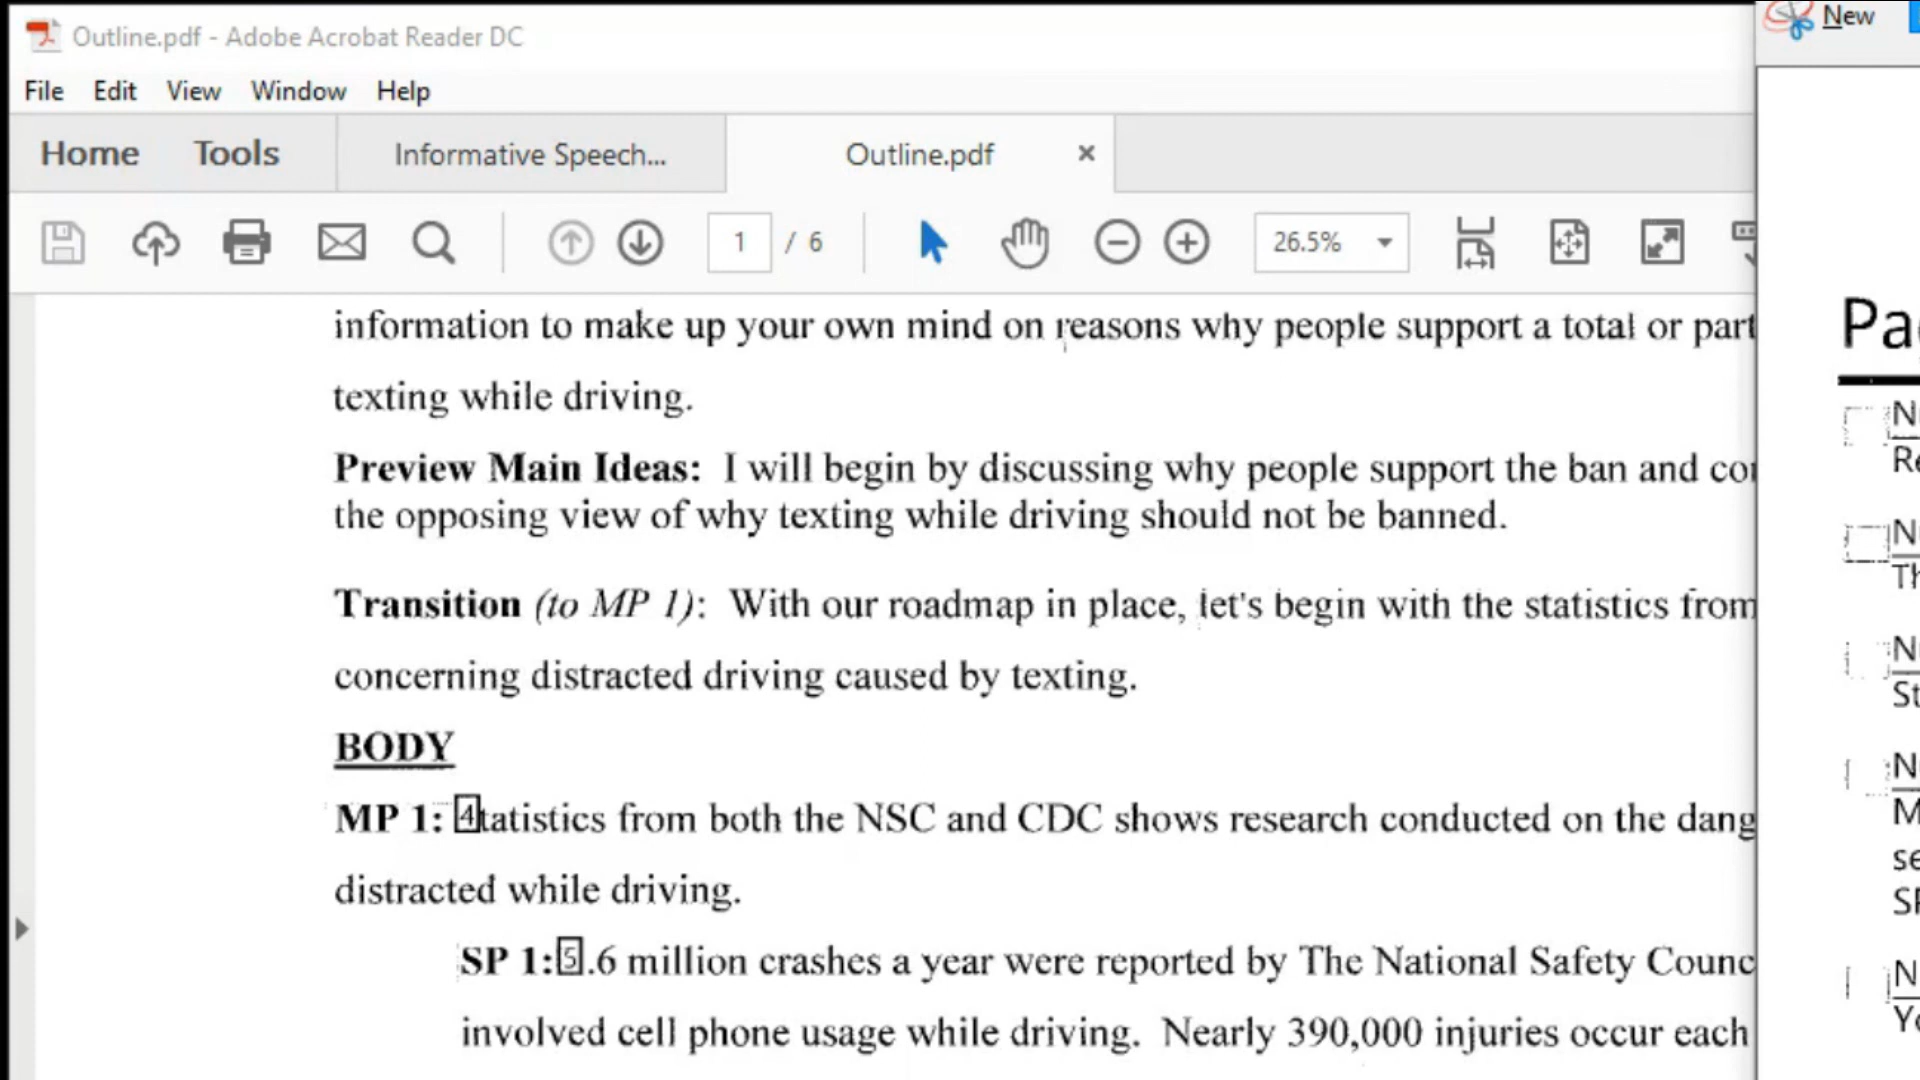 Outline.pdf - Adobe Acrobat Reader DC
New
File Edit View Window Help
Home Tools Informative Speech... Outline.pdf
1 / 6 26.5%
information to make up your own mind on reasons why people support a total or part
texting while driving.
Preview Main Ideas: I will begin by discussing why people support the ban and
the opposing view of why texting while driving should not be banned.
Transition (to MP 1): With our roadmap in place, let's begin with the statistics from
concerning distracted driving caused by texting.
BODY
MP 1: 4tatistics from both the NSC and CDC shows research conducted on the dang
distracted while driving.
SP 1: 5.6 million crashes a year were reported by The National Safety Counc
involved cell phone usage while driving. Nearly 390,000 injuries occur each